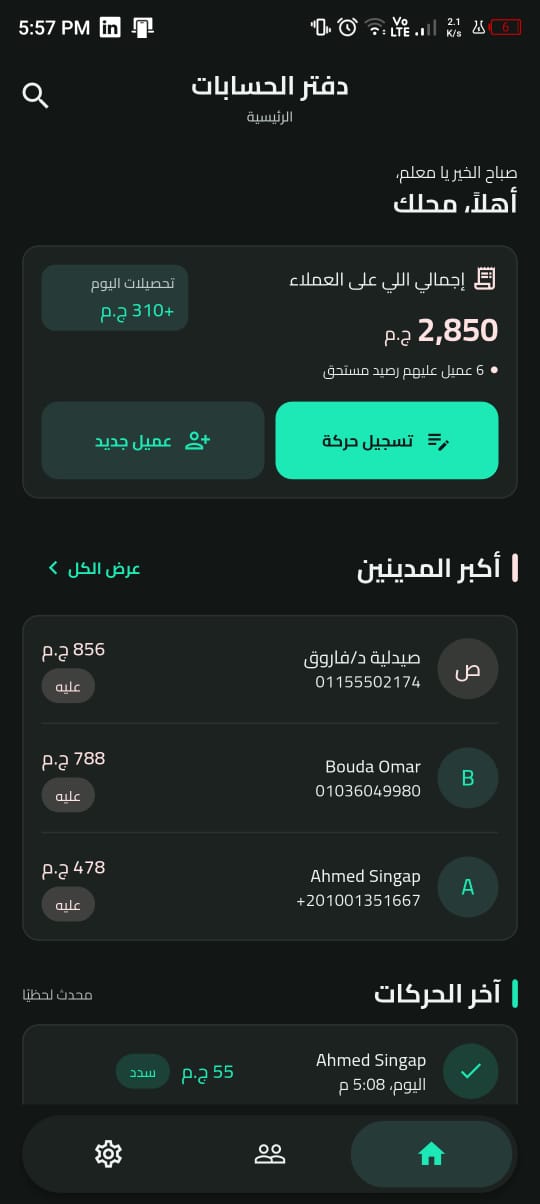 5:57 PM
Vo LTE
2.1 K/s
6
دفتر الحسابات
الرئيسية
صباح الخير يا معلم،
أهلاً، محلك
إجمالي اللي على العملاء
2,850 ج.م
6 عميل عليهم رصيد مستحق
تحصيلات اليوم
+310 ج.م
تسجيل حركة
عميل جديد
أكبر المدينين
عرض الكل
ص
صيدلية د/فاروق
01155502174
856 ج.م
عليه
B
Bouda Omar
01036049980
788 ج.م
عليه
A
Ahmed Singap
+201001351667
478 ج.م
عليه
آخر الحركات
محدث لحظيًا
Ahmed Singap
اليوم، 5:08 م
55 ج.م
سدد